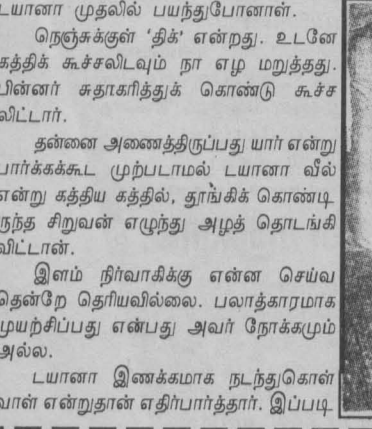 டயானா முதலில் பயந்துபோனாள்.
நெஞ்சுக்குள் ‘திக்’ என்றது. உடனே
கத்திக் கூச்சலிடவும் நா எழ மறுத்தது.
பின்னர் சுதாகரித்துக் கொண்டு கூச்ச
லிட்டார்.
தன்னை அணைத்திருப்பது யார் என்று
பார்க்கக்கூட முற்படாமல் டயானா வீல்
என்று கத்திய கத்தில், தூங்கிக் கொண்டி
ருந்த சிறுவன் எழுந்து அழத் தொடங்கி
விட்டான்.
இளம் நிர்வாகிக்கு என்ன செய்வ
தென்றே தெரியவில்லை. பலாத்காரமாக
முயற்சிப்பது என்பது அவர் நோக்கமும்
அல்ல.
டயானா இணக்கமாக நடந்துகொள்
வாள் என்றுதான் எதிர்பார்த்தார். இப்படி